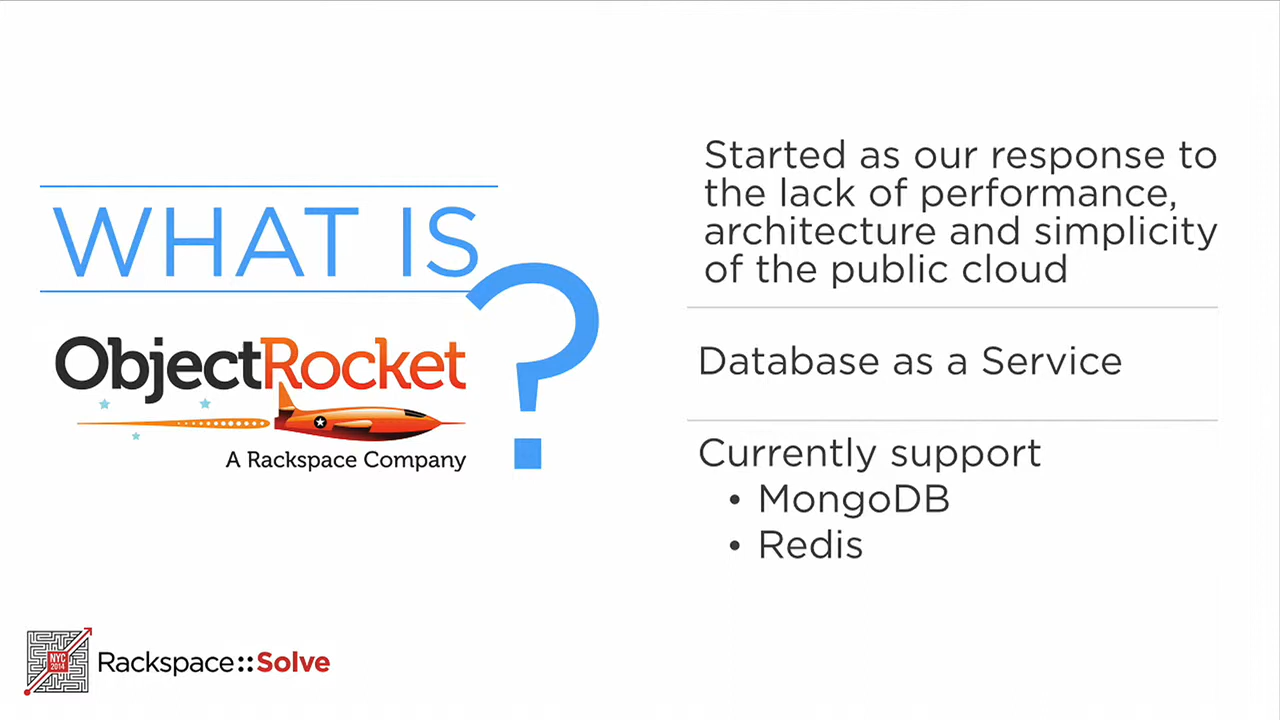 WHAT IS
?
ObjectRocket
A Rackspace Company
Started as our response to
the lack of performance,
architecture and simplicity
of the public cloud
Database as a Service
Currently support
• MongoDB
• Redis
NYC
2014
Rackspace::Solve